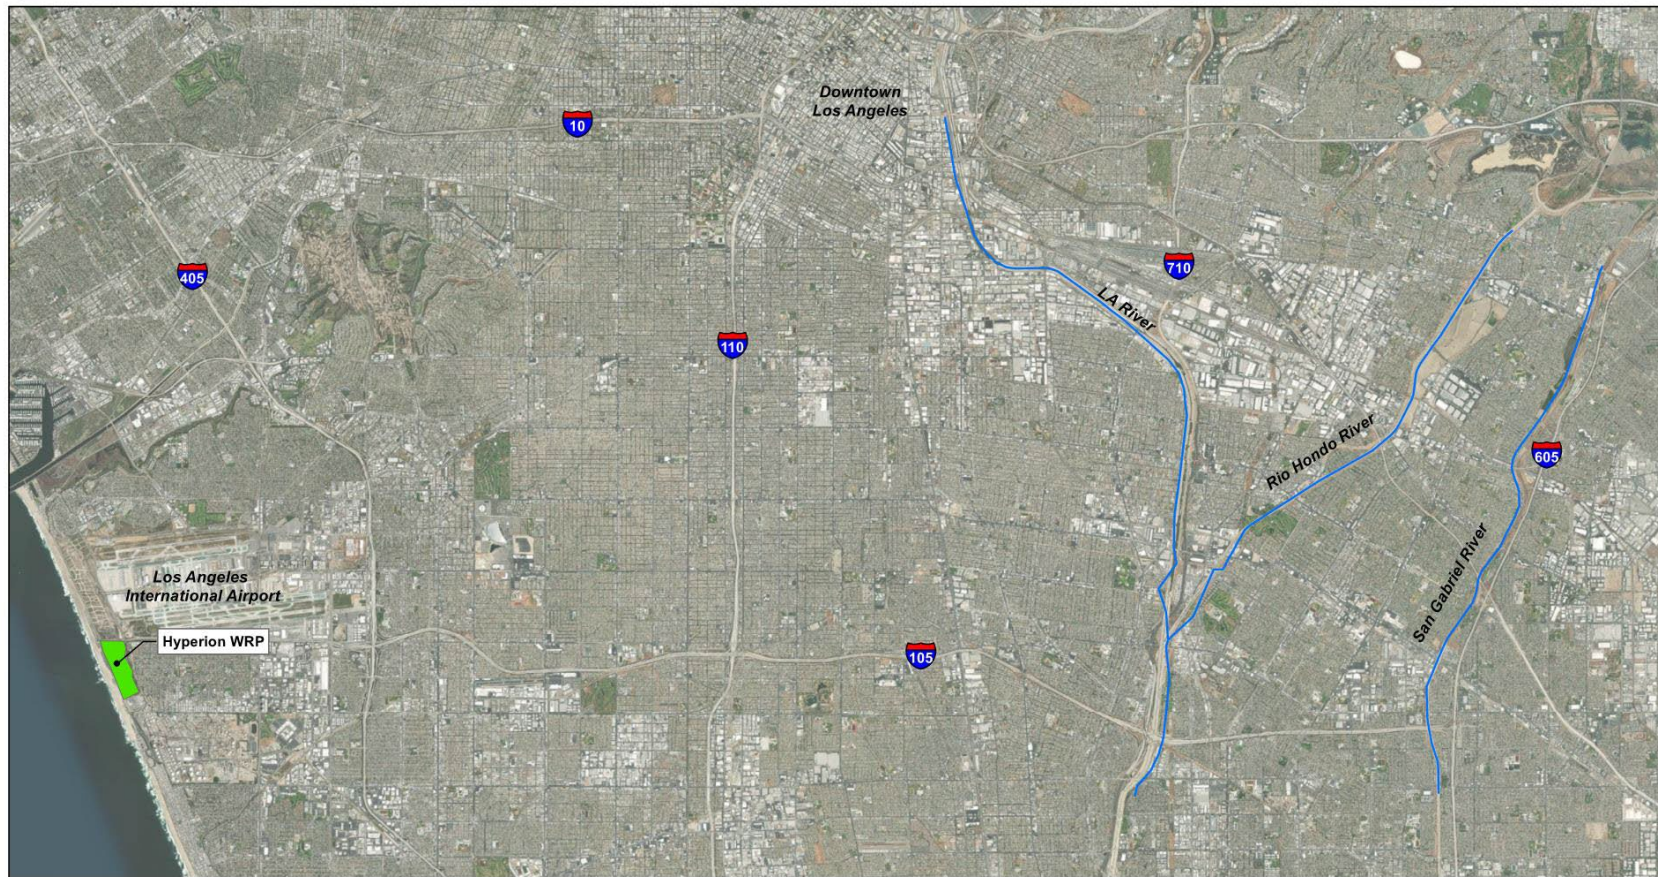 Downtown
Los Angeles
10
405
710
LA River
110
Rio Hondo River
605
San Gabriel River
Los Angeles
International Airport
Hyperion WRP
105